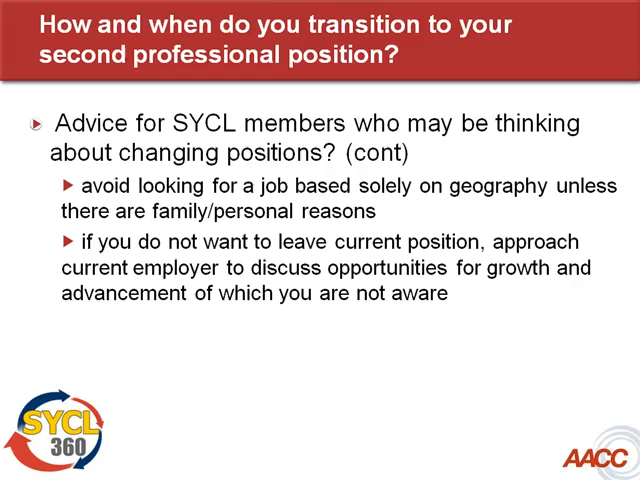 How and when do you transition to your
second professional position?
Advice for SYCL members who may be thinking
about changing positions? (cont)
avoid looking for a job based solely on geography unless
there are family/personal reasons
if you do not want to leave current position, approach
current employer to discuss opportunities for growth and
advancement of which you are not aware
SYCL
360
AACC